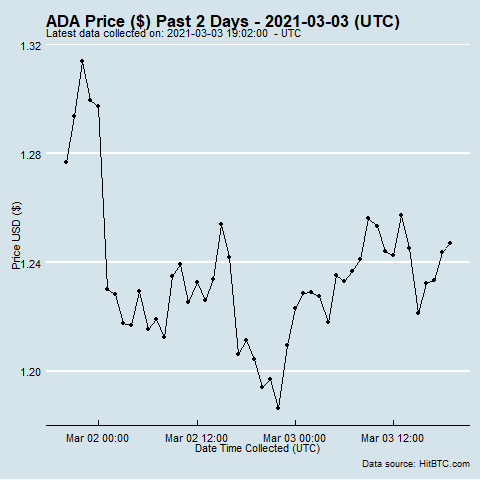 ADA Price ($) Past 2 Days - 2021-03-03 (UTC)
Latest data collected on: 2021-03-03 19:02:00  - UTC
1.32
1.28
1.24
1.20
Price USD ($)
Mar 02 00:00 Mar 02 12:00 Mar 03 00:00 Mar 03 12:00
Date Time Collected (UTC)
Data source: HitBTC.com